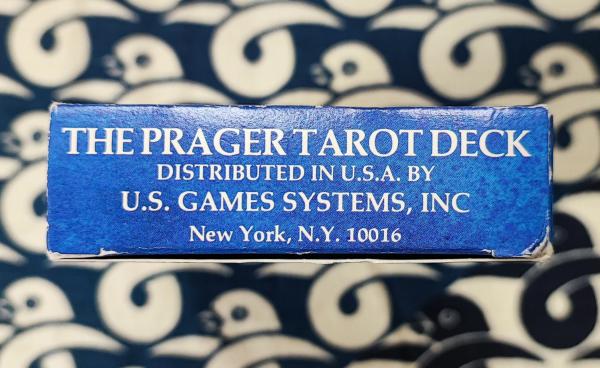 THE PRAGER TAROT DECK
DISTRIBUTED IN U.S.A. BY
U.S. GAMES SYSTEMS, INC
New York, N.Y. 10016